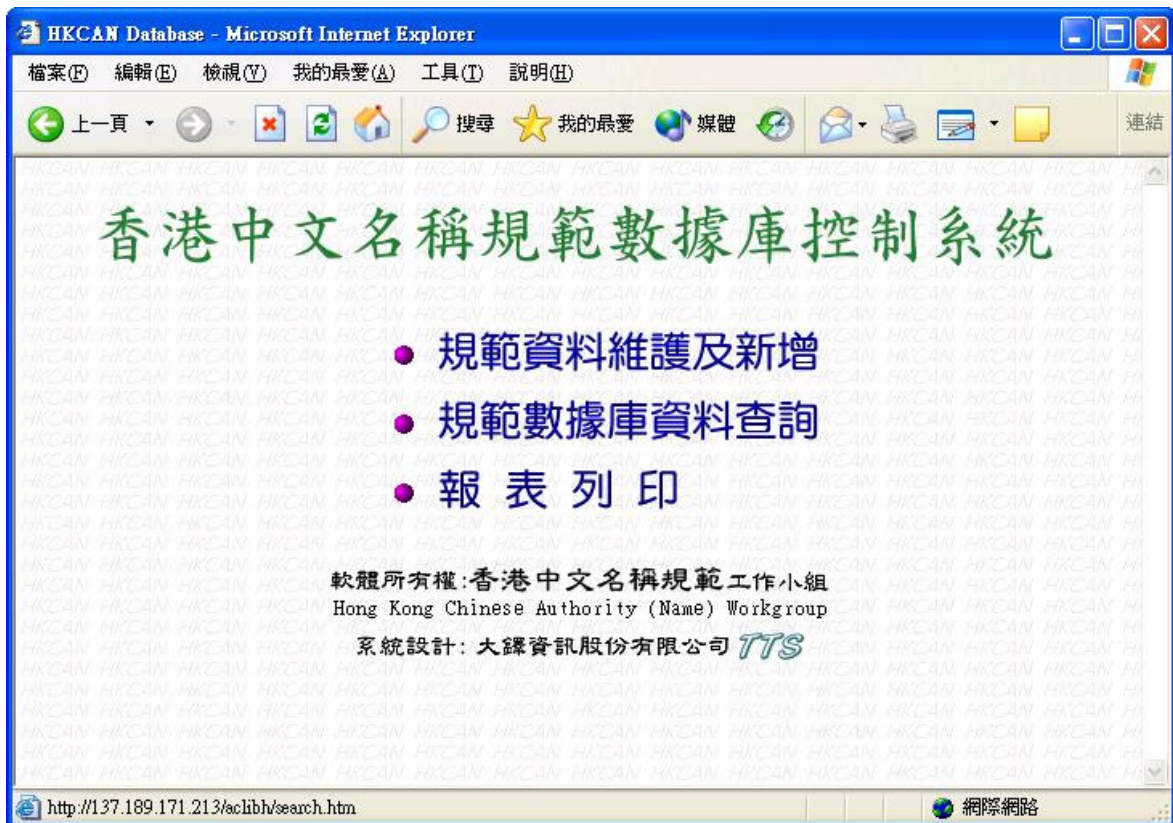 HKCAN Database - Microsoft Internet Explorer
檔案(F) 編輯(E) 檢視(V) 我的最愛(A) 工具(T) 說明(H)
上一頁 搜尋 我的最愛 媒體 連結
香港中文名稱規範數據庫控制系統
規範資料維護及新增
規範數據庫資料查詢
報表列印
軟體所有權:香港中文名稱規範工作小組
Hong Kong Chinese Authority (Name) Workgroup
系統設計: 大鐸資訊股份有限公司 TTS
http://137.189.171.213/aclibh/search.htm 網際網路